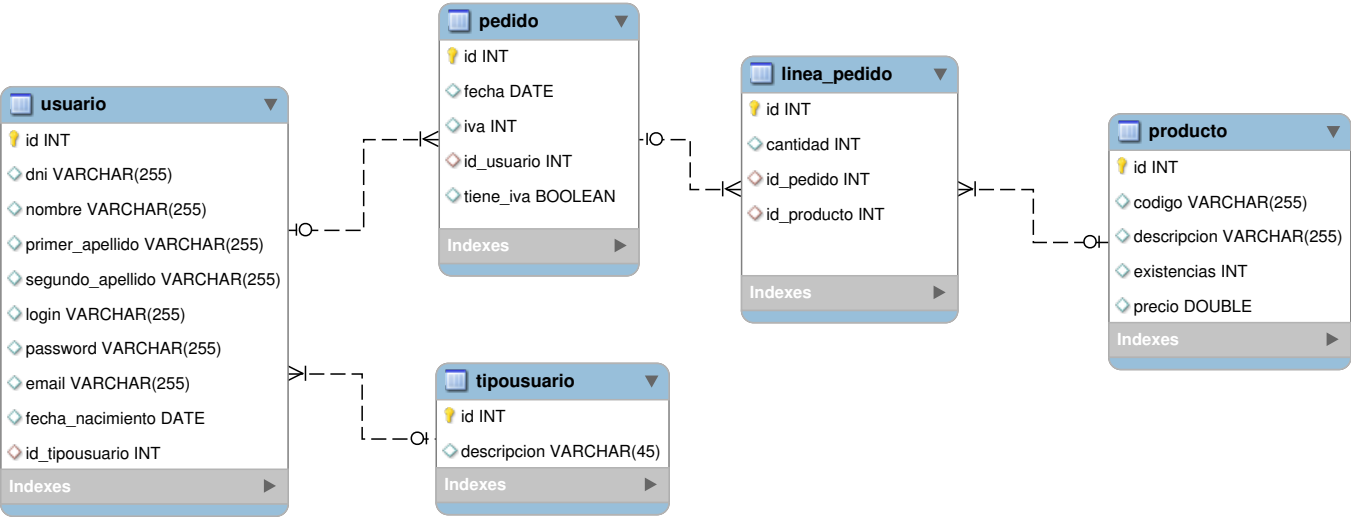 usuario
id INT
dni VARCHAR(255)
nombre VARCHAR(255)
primer_apellido VARCHAR(255)
segundo_apellido VARCHAR(255)
login VARCHAR(255)
password VARCHAR(255)
email VARCHAR(255)
fecha_nacimiento DATE
id_tipousuario INT
Indexes
pedido
id INT
fecha DATE
iva INT
id_usuario INT
tiene_iva BOOLEAN
Indexes
tipousuario
id INT
descripcion VARCHAR(45)
Indexes
linea_pedido
id INT
cantidad INT
id_pedido INT
id_producto INT
Indexes
producto
id INT
codigo VARCHAR(255)
descripcion VARCHAR(255)
existencias INT
precio DOUBLE
Indexes